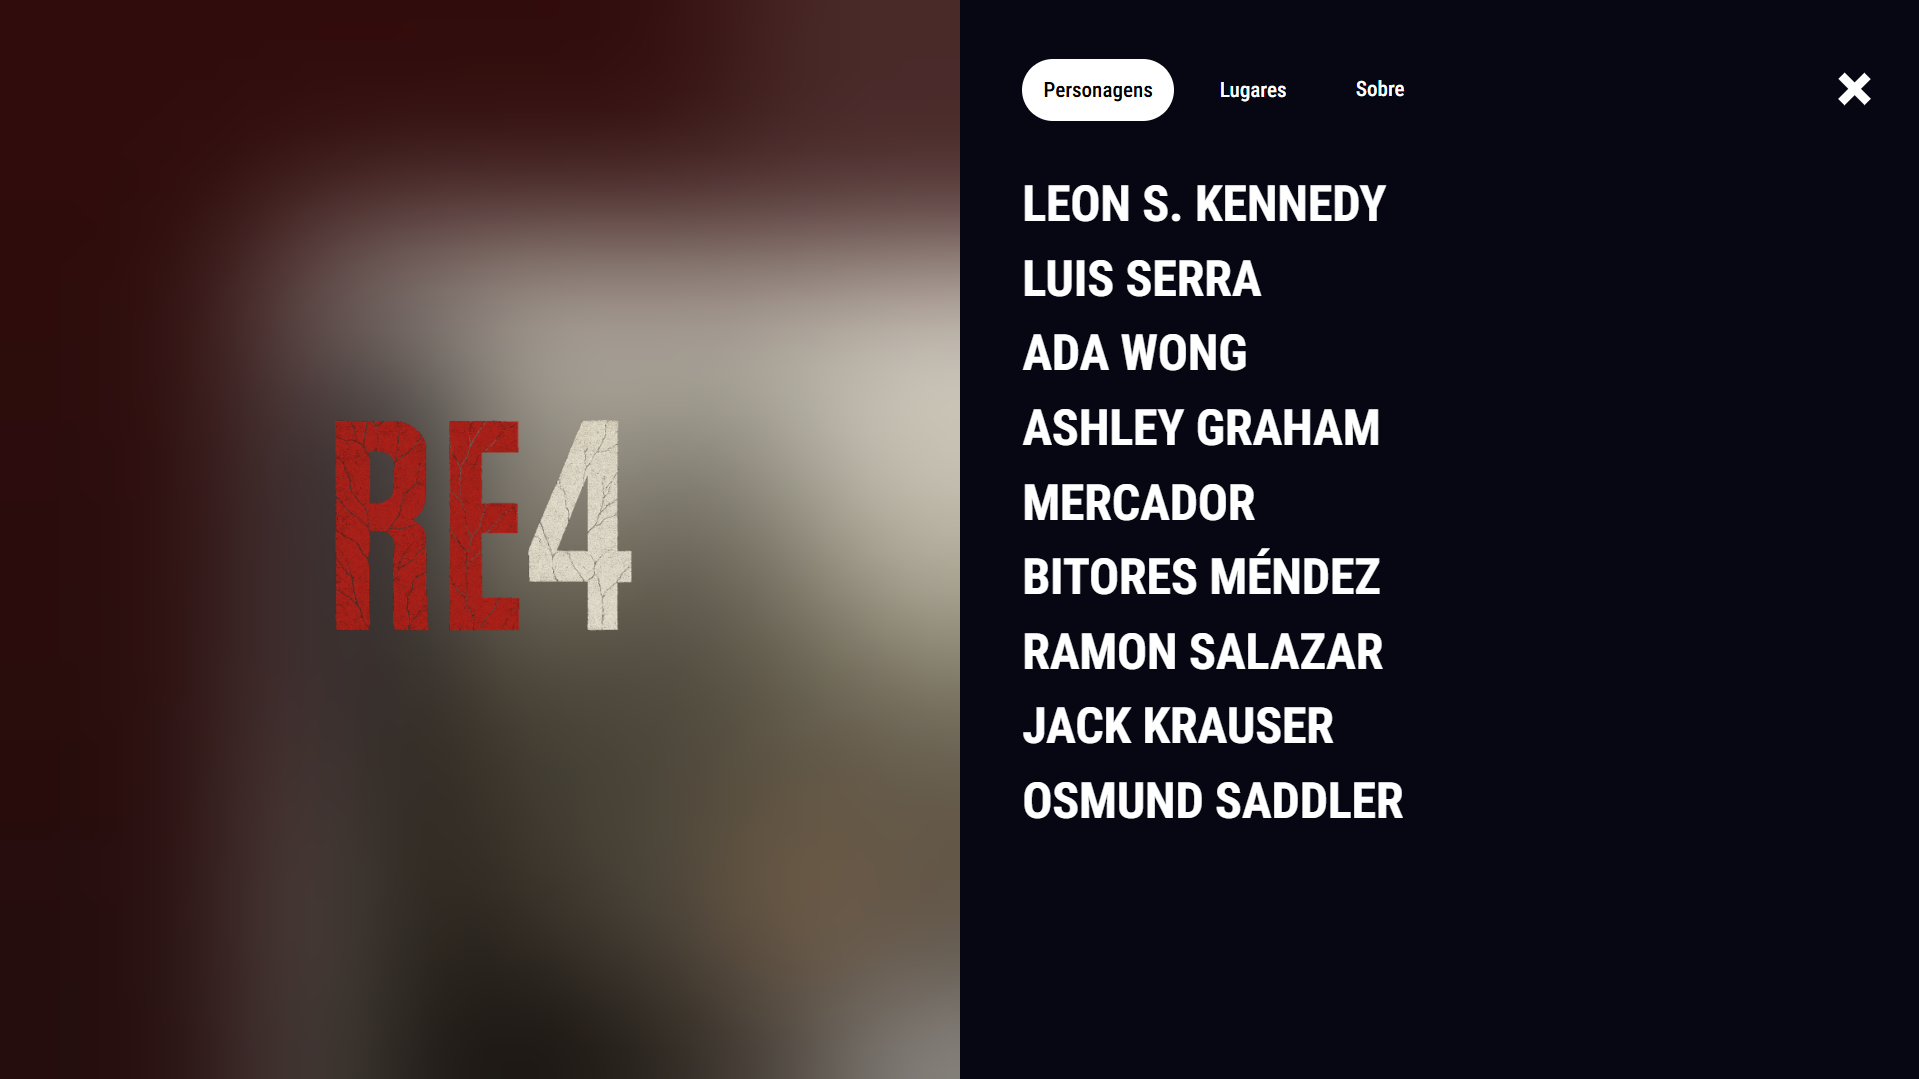 RE4
Personagens
Lugares
Sobre
LEON S. KENNEDY
LUIS SERRA
ADA WONG
ASHLEY GRAHAM
MERCADOR
BITORES MÉNDEZ
RAMON SALAZAR
JACK KRAUSER
OSMUND SADDLER